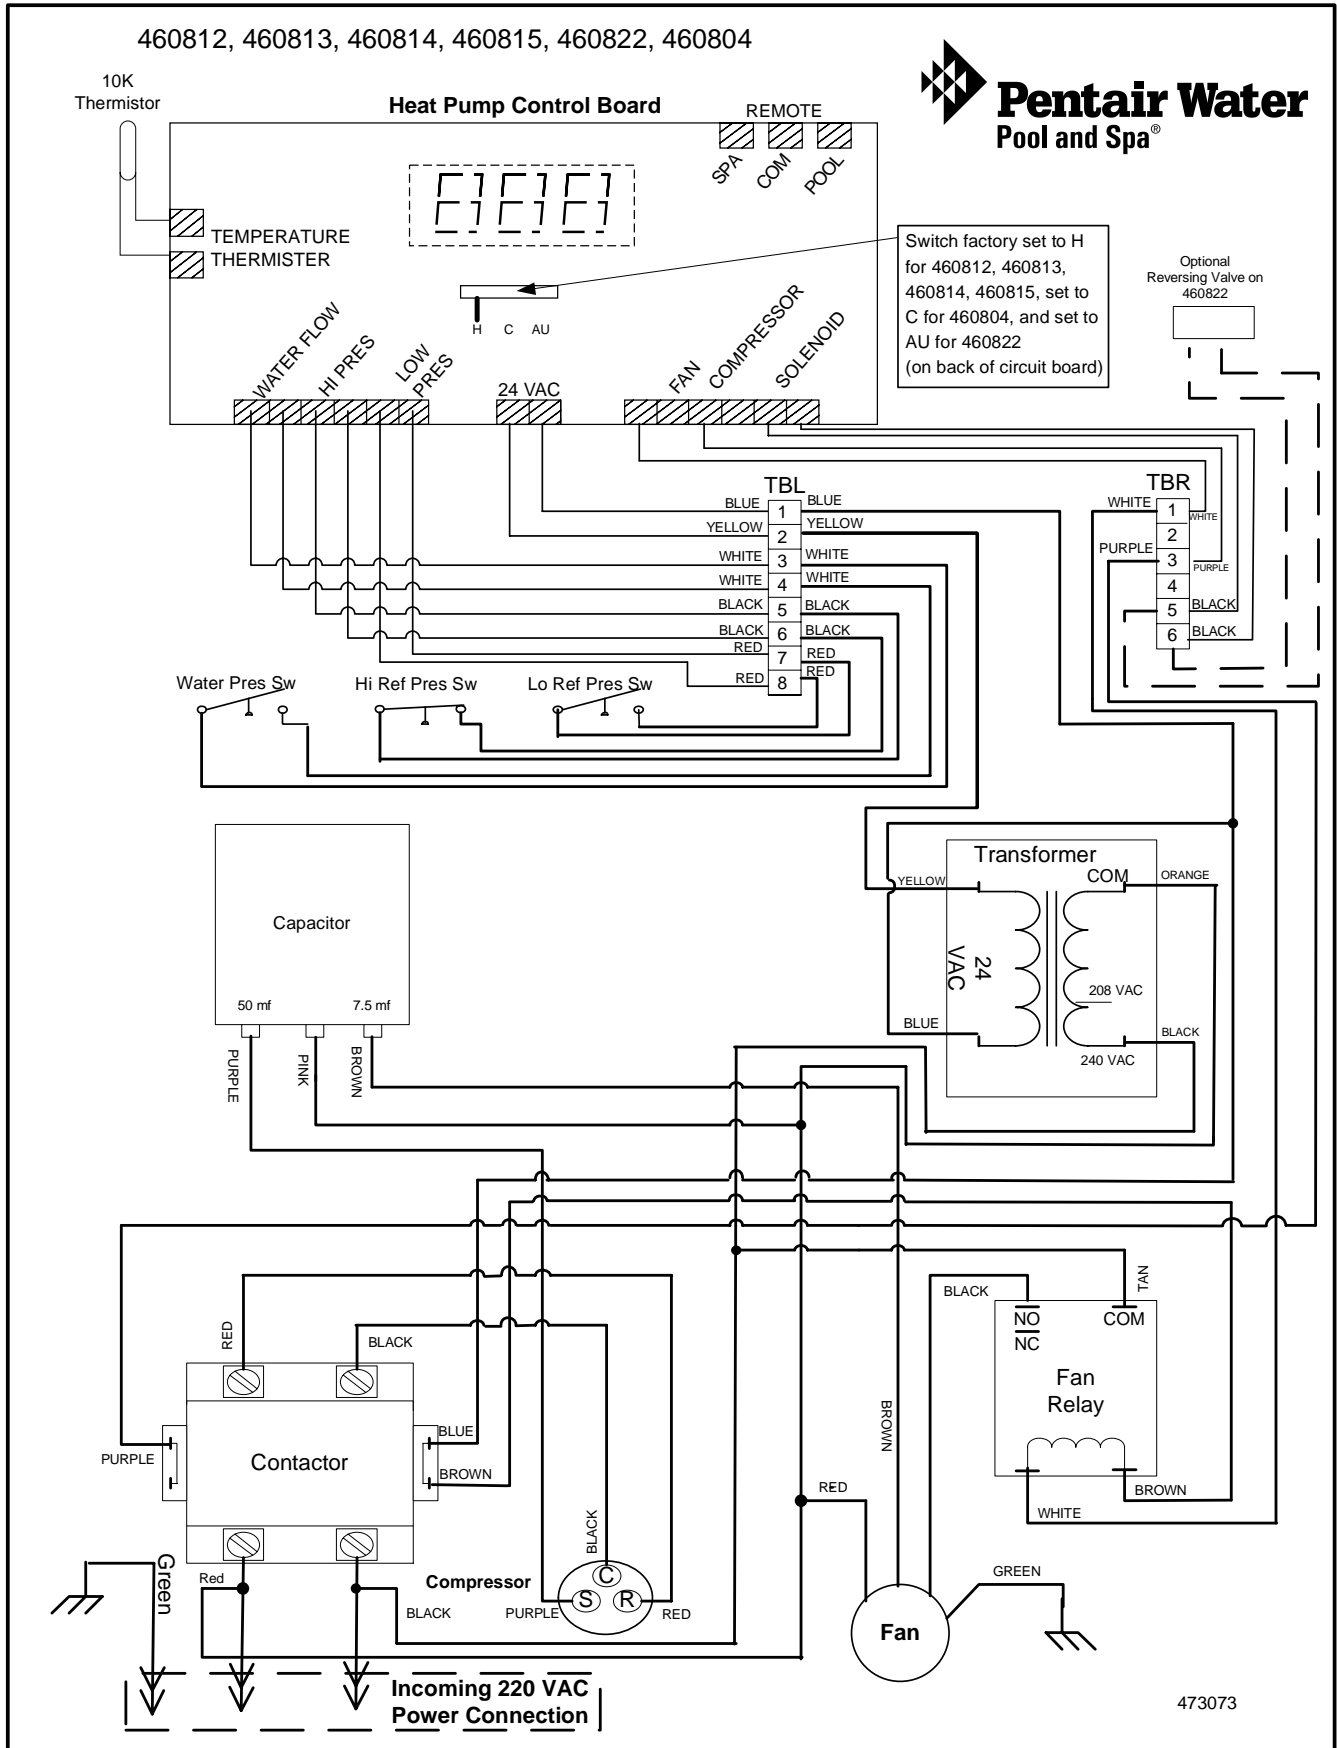 460812, 460813, 460814, 460815, 460822, 460804
Pentair Water
Pool and Spa®
10K
Thermistor
Heat Pump Control Board
REMOTE
SPA
COM
POOL
TEMPERATURE
THERMISTER
H C AU
Switch factory set to H
for 460812, 460813,
460814, 460815, set to
C for 460804, and set to
AU for 460822
(on back of circuit board)
Optional
Reversing Valve on
460822
WATER FLOW
HI PRES
LOW
PRES
24 VAC
FAN
COMPRESSOR
SOLENOID
TBL
BLUE 1 BLUE
YELLOW 2 YELLOW
WHITE 3 WHITE
WHITE 4 WHITE
BLACK 5 BLACK
BLACK 6 BLACK
RED 7 RED
RED 8 RED
TBR
WHITE 1 WHITE
2
PURPLE 3 PURPLE
4
5 BLACK
6 BLACK
Water Pres Sw
Hi Ref Pres Sw
Lo Ref Pres Sw
Capacitor
50 mf
7.5 mf
PURPLE
PINK
BROWN
Transformer
COM
YELLOW
ORANGE
24
VAC
208 VAC
BLUE
BLACK
240 VAC
RED
BLACK
Contactor
PURPLE
BLUE
BROWN
BLACK
TAN
NO
NC
COM
Fan
Relay
BROWN
WHITE
BROWN
RED
BLACK
Green
Red
BLACK
Compressor
C
S
R
PURPLE
RED
Fan
GREEN
Incoming 220 VAC
Power Connection
473073